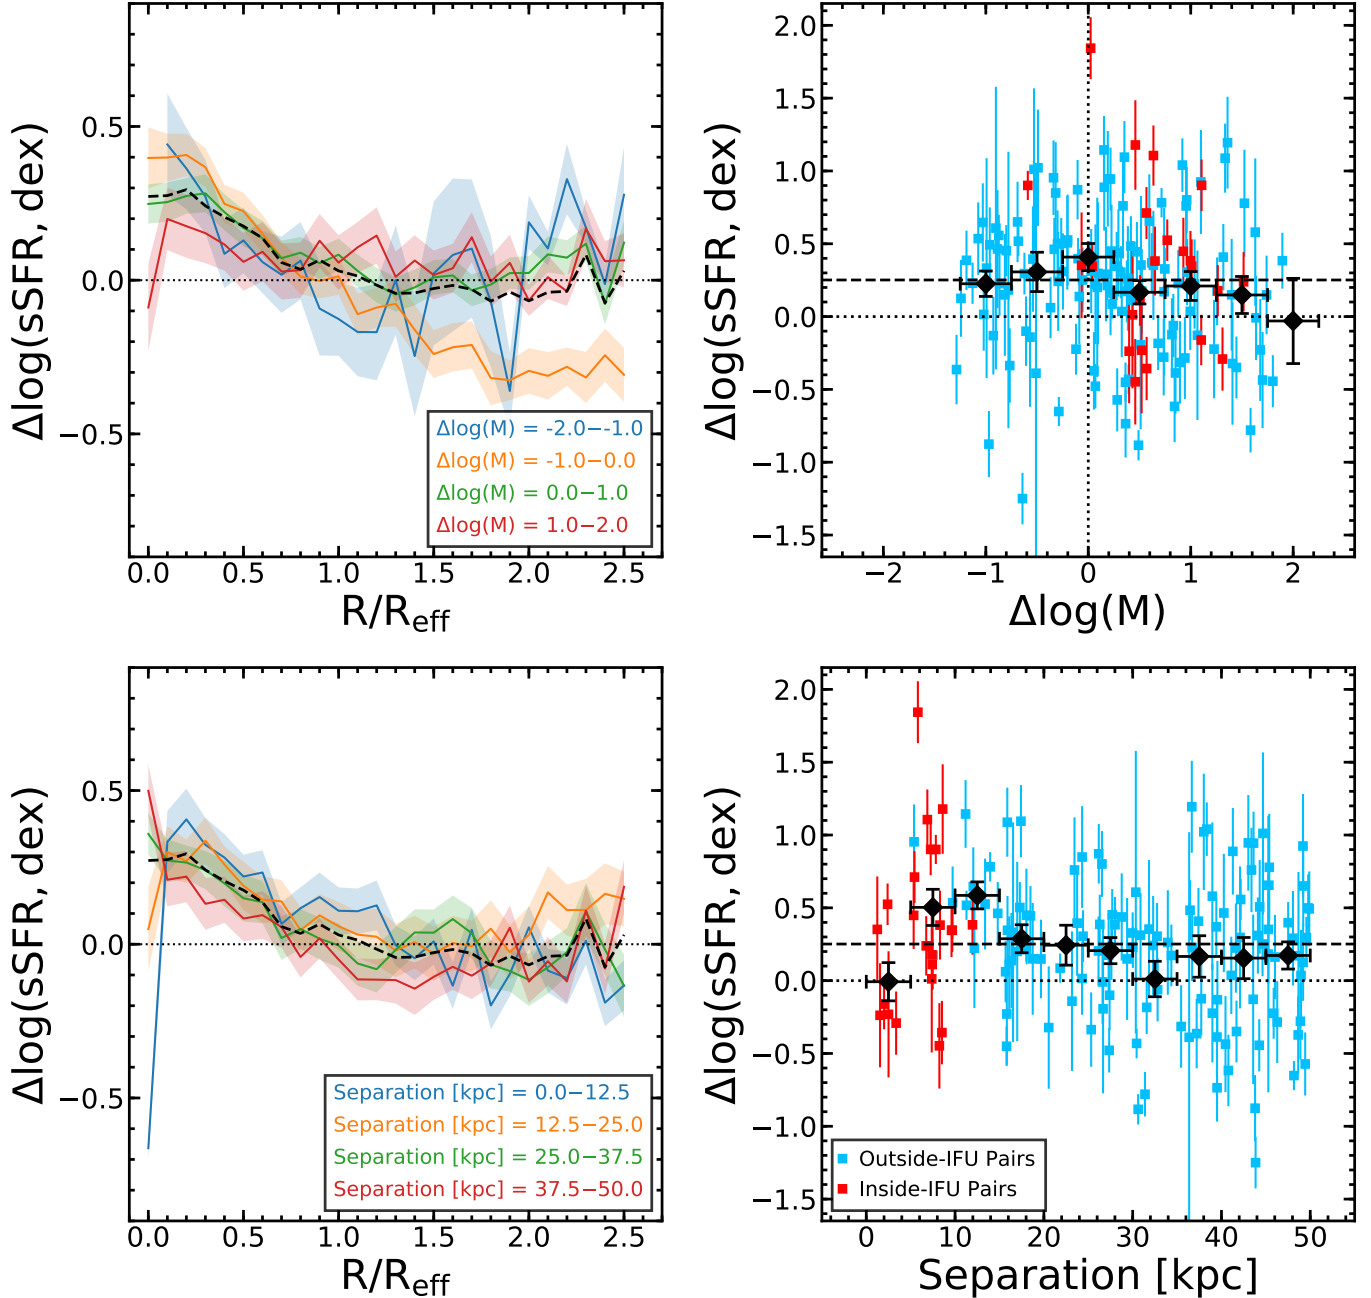 Δlog(sSFR, dex)
0.5
0.0
−0.5
Δlog(M) = -2.0−-1.0
Δlog(M) = -1.0−0.0
Δlog(M) = 0.0−1.0
Δlog(M) = 1.0−2.0
0.0 0.5 1.0 1.5 2.0 2.5
R/Reff
Δlog(sSFR, dex)
2.0
1.5
1.0
0.5
0.0
−0.5
−1.0
−1.5
−2 −1 0 1 2
Δlog(M)
Δlog(sSFR, dex)
0.5
0.0
−0.5
Separation [kpc] = 0.0−12.5
Separation [kpc] = 12.5−25.0
Separation [kpc] = 25.0−37.5
Separation [kpc] = 37.5−50.0
0.0 0.5 1.0 1.5 2.0 2.5
R/Reff
Δlog(sSFR, dex)
2.0
1.5
1.0
0.5
0.0
−0.5
−1.0
−1.5
Outside-IFU Pairs
Inside-IFU Pairs
0 10 20 30 40 50
Separation [kpc]